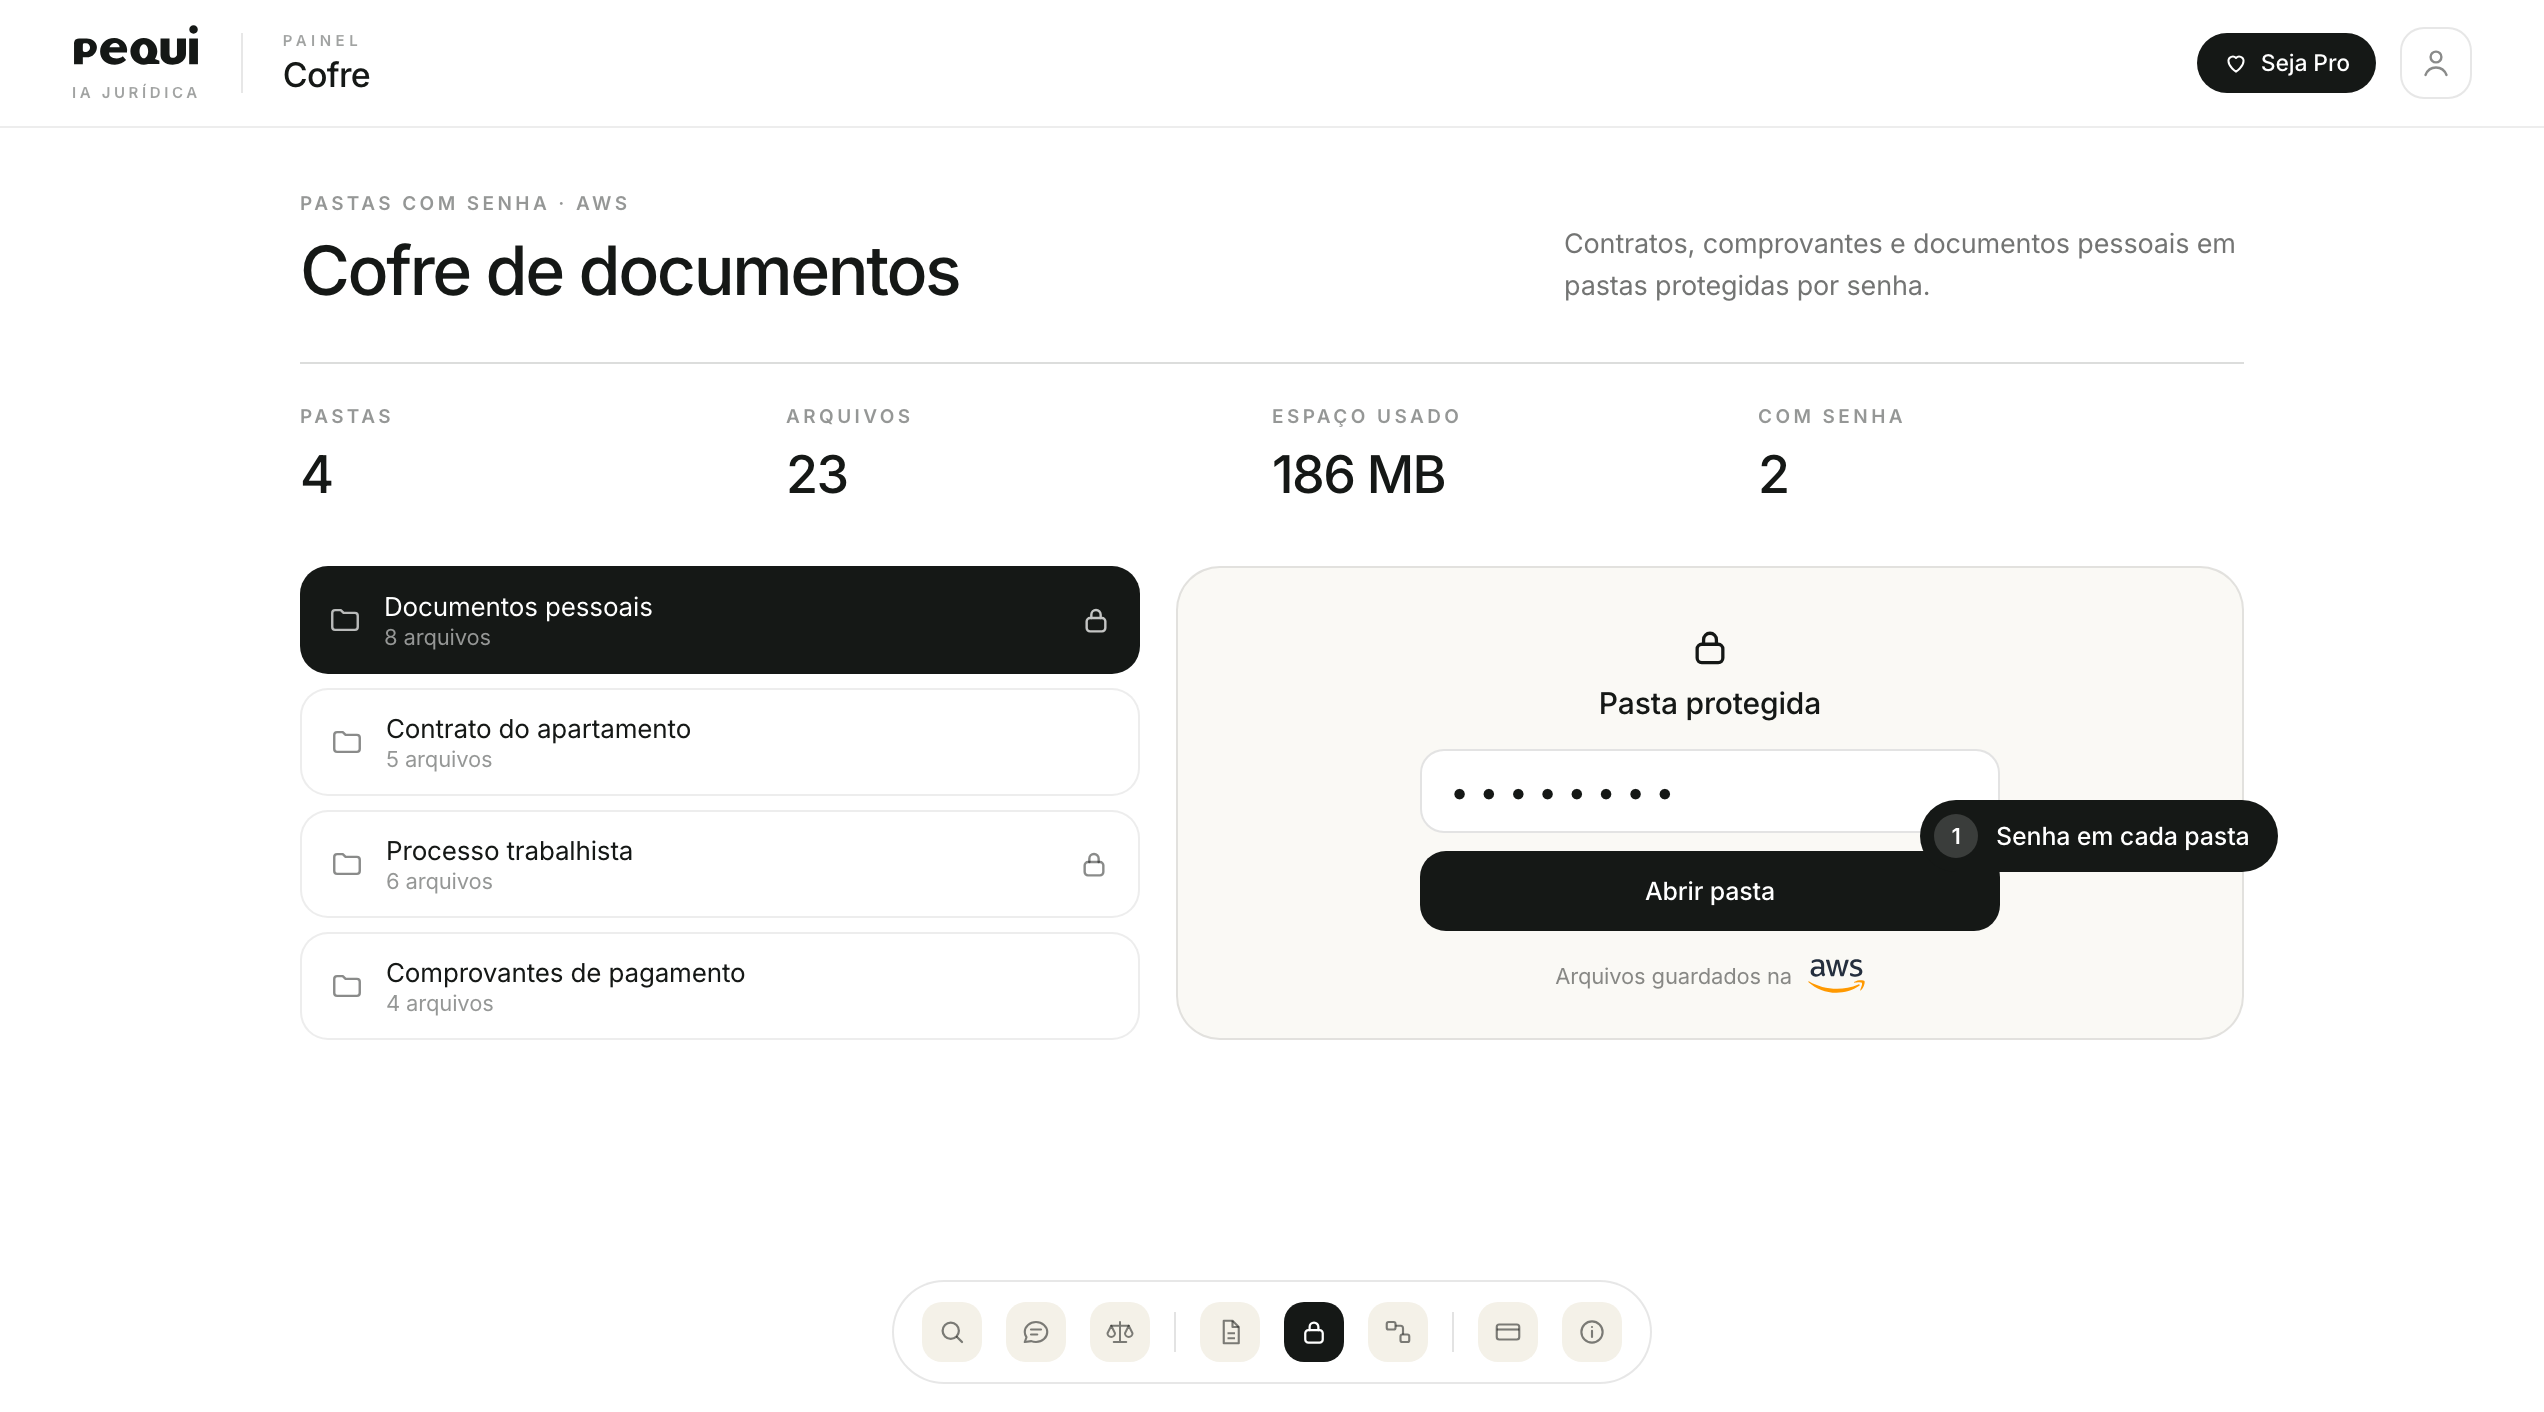 pequi
IA JURÍDICA
PAINEL
Cofre
Seja Pro
PASTAS COM SENHA · AWS
Cofre de documentos
Contratos, comprovantes e documentos pessoais em
pastas protegidas por senha.
PASTAS
4
ARQUIVOS
23
ESPAÇO USADO
186 MB
COM SENHA
2
Documentos pessoais
8 arquivos
Contrato do apartamento
5 arquivos
Processo trabalhista
6 arquivos
Comprovantes de pagamento
4 arquivos
Pasta protegida
••••••••
1 Senha em cada pasta
Abrir pasta
Arquivos guardados na aws